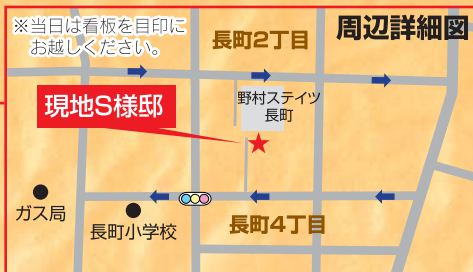 ※当日は看板を目印に
お越しください。
周辺詳細図
長町2丁目
野村ステイツ
長町
現地S様邸
ガス局
長町小学校
長町4丁目